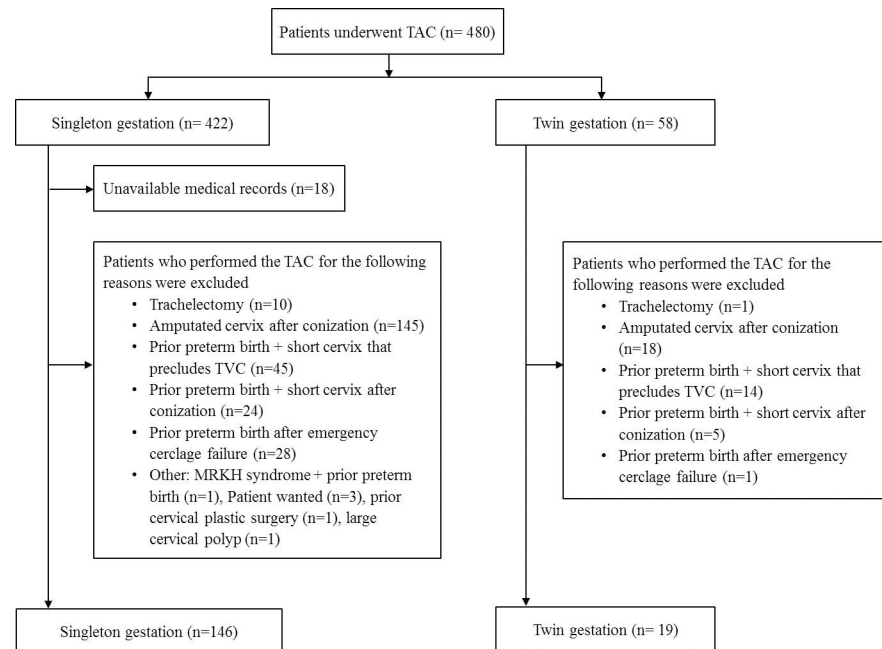 Patients underwent TAC (n= 480)
Singleton gestation (n= 422)
Twin gestation (n= 58)
Unavailable medical records (n=18)
Patients who performed the TAC for the following
reasons were excluded
• Trachelectomy (n=10)
• Amputated cervix after conization (n=145)
• Prior preterm birth + short cervix that
precludes TVC (n=45)
• Prior preterm birth + short cervix after
conization (n=24)
• Prior preterm birth after emergency
cerclage failure (n=28)
• Other: MRKH syndrome + prior preterm
birth (n=1), Patient wanted (n=3), prior
cervical plastic surgery (n=1), large
cervical polyp (n=1)
Patients who performed the TAC for the
following reasons were excluded
• Trachelectomy (n=1)
• Amputated cervix after conization
(n=18)
• Prior preterm birth + short cervix that
precludes TVC (n=14)
• Prior preterm birth + short cervix after
conization (n=5)
• Prior preterm birth after emergency
cerclage failure (n=1)
Singleton gestation (n=146)
Twin gestation (n= 19)